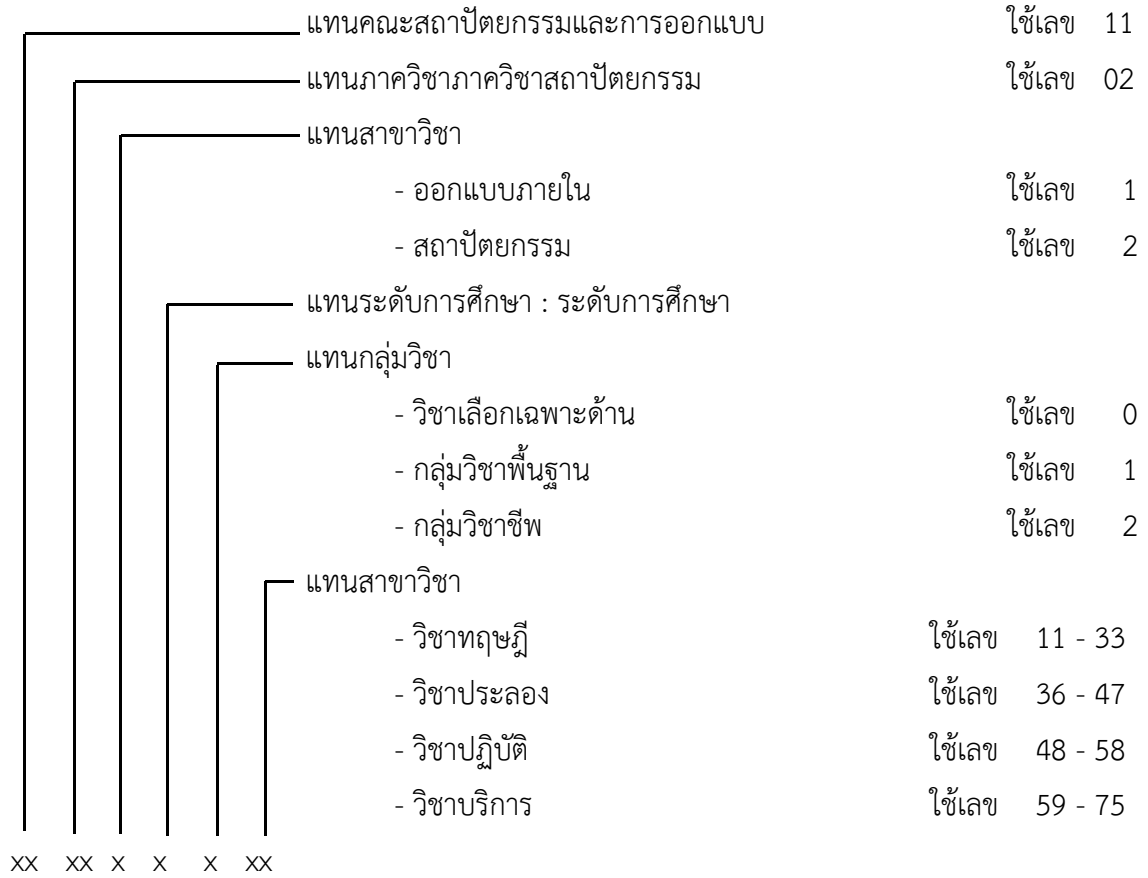 แทนคณะสถาปัตยกรรมและการออกแบบ ใช้เลข 11
แทนภาควิชาภาควิชาสถาปัตยกรรม ใช้เลข 02
แทนสาขาวิชา
- ออกแบบภายใน ใช้เลข 1
- สถาปัตยกรรม ใช้เลข 2
แทนระดับการศึกษา : ระดับการศึกษา
แทนกลุ่มวิชา
- วิชาเลือกเฉพาะด้าน ใช้เลข 0
- กลุ่มวิชาพื้นฐาน ใช้เลข 1
- กลุ่มวิชาชีพ ใช้เลข 2
แทนสาขาวิชา
- วิชาทฤษฎี ใช้เลข 11 - 33
- วิชาประลอง ใช้เลข 36 - 47
- วิชาปฏิบัติ ใช้เลข 48 - 58
- วิชาบริการ ใช้เลข 59 - 75
xx xx x x x xx